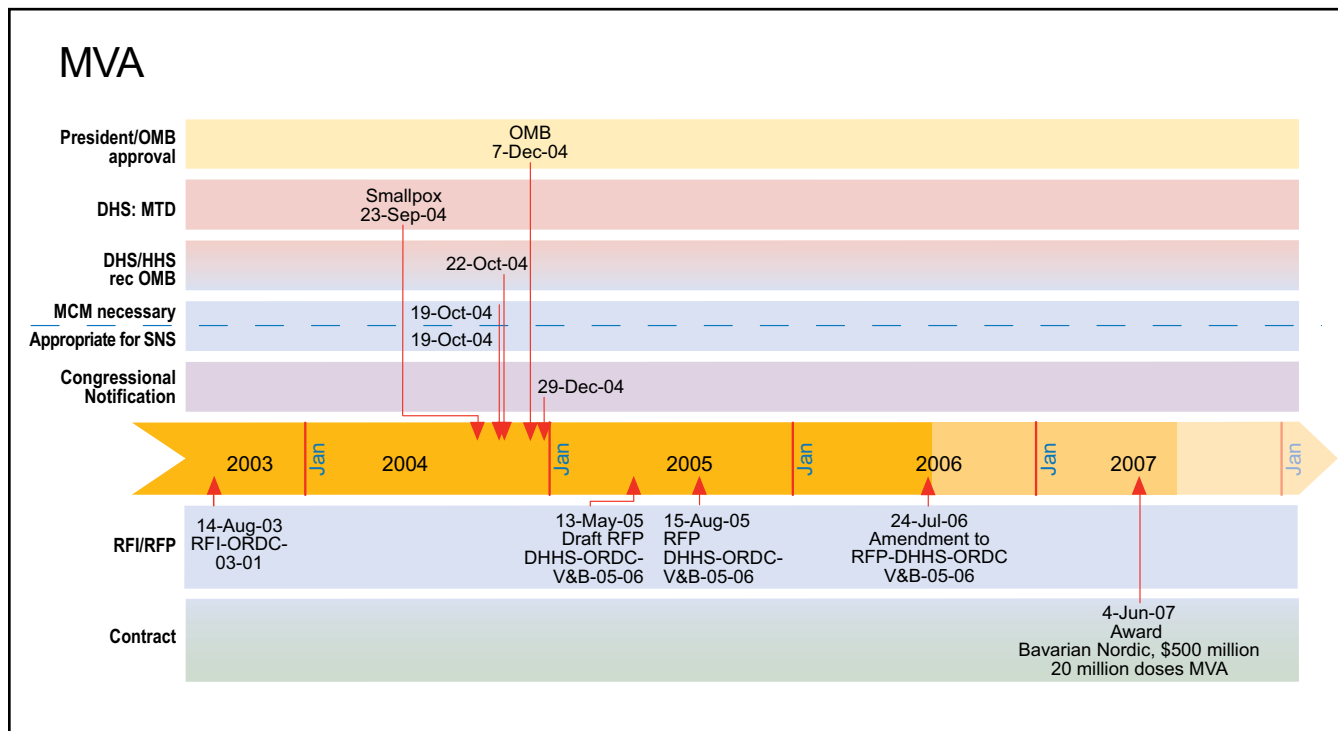 MVA
President/OMB
approval
OMB
7-Dec-04
DHS: MTD
Smallpox
23-Sep-04
DHS/HHS
rec OMB
22-Oct-04
MCM necessary
19-Oct-04
Appropriate for SNS
19-Oct-04
Congressional
Notification
29-Dec-04
2003
Jan
2004
Jan
2005
Jan
2006
Jan
2007
Jan
RFI/RFP
14-Aug-03
RFI-ORDC-
03-01
13-May-05
Draft RFP
DHHS-ORDC-
V&B-05-06
15-Aug-05
RFP
DHHS-ORDC-
V&B-05-06
24-Jul-06
Amendment to
RFP-DHHS-ORDC
V&B-05-06
Contract
4-Jun-07
Award
Bavarian Nordic, $500 million
20 million doses MVA